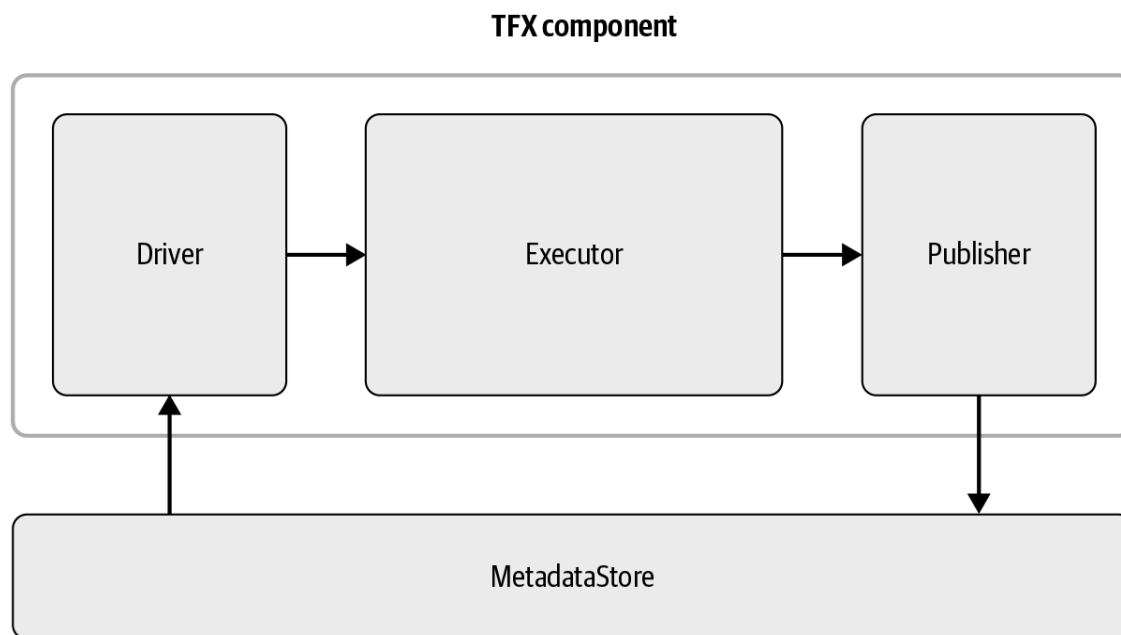 TFX component
Driver
Executor
Publisher
MetadataStore